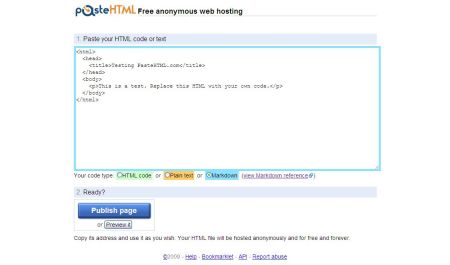 pasteHTML Free anonymous web hosting
1. Paste your HTML code or text
<html>
<head>
<title>Testing PasteHTML.com</title>
</head>
<body>
<p>This is a test. Replace this HTML with your own code.</p>
</body>
</html>
Your code type: HTML code or Plain text or Markdown (view Markdown reference)
2. Ready?
Publish page
or Preview it
Copy its address and use it as you wish. Your HTML file will be hosted anonymously and for free and forever.
©2009 - Help - Bookmarklet - API - Report abuse